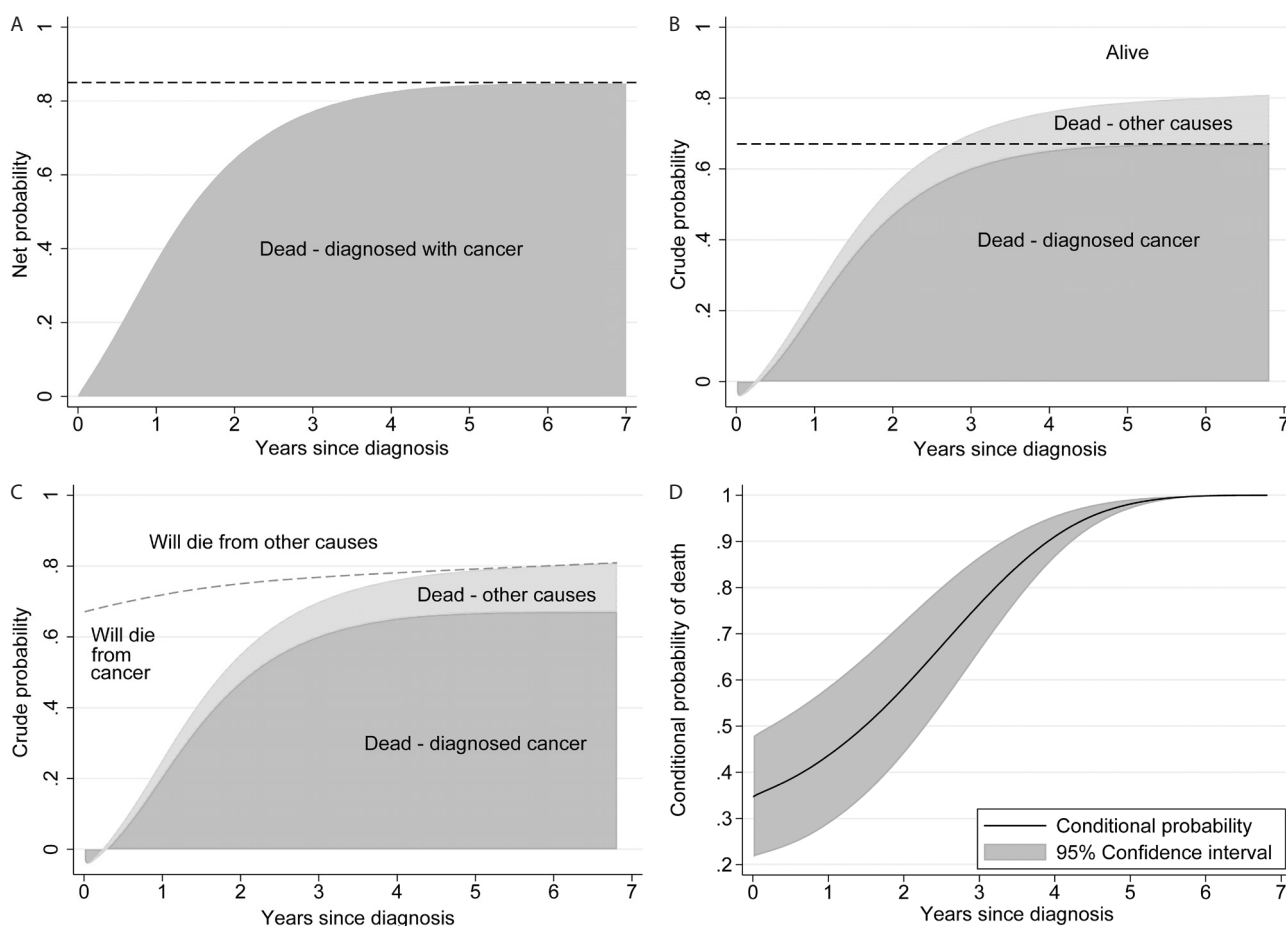 A
1
.8
.6
.4
.2
0
Net probability
Dead - diagnosed with cancer
0 1 2 3 4 5 6 7
Years since diagnosis
B
1
.8
.6
.4
.2
0
Crude probability
Alive
Dead - other causes
Dead - diagnosed cancer
0 1 2 3 4 5 6 7
Years since diagnosis
C
1
.8
.6
.4
.2
0
Crude probability
Will die from other causes
Will die
from
cancer
Dead - other causes
Dead - diagnosed cancer
0 1 2 3 4 5 6 7
Years since diagnosis
D
1
.9
.8
.7
.6
.5
.4
.3
.2
Conditional probability of death
Conditional probability
95% Confidence interval
0 1 2 3 4 5 6 7
Years since diagnosis